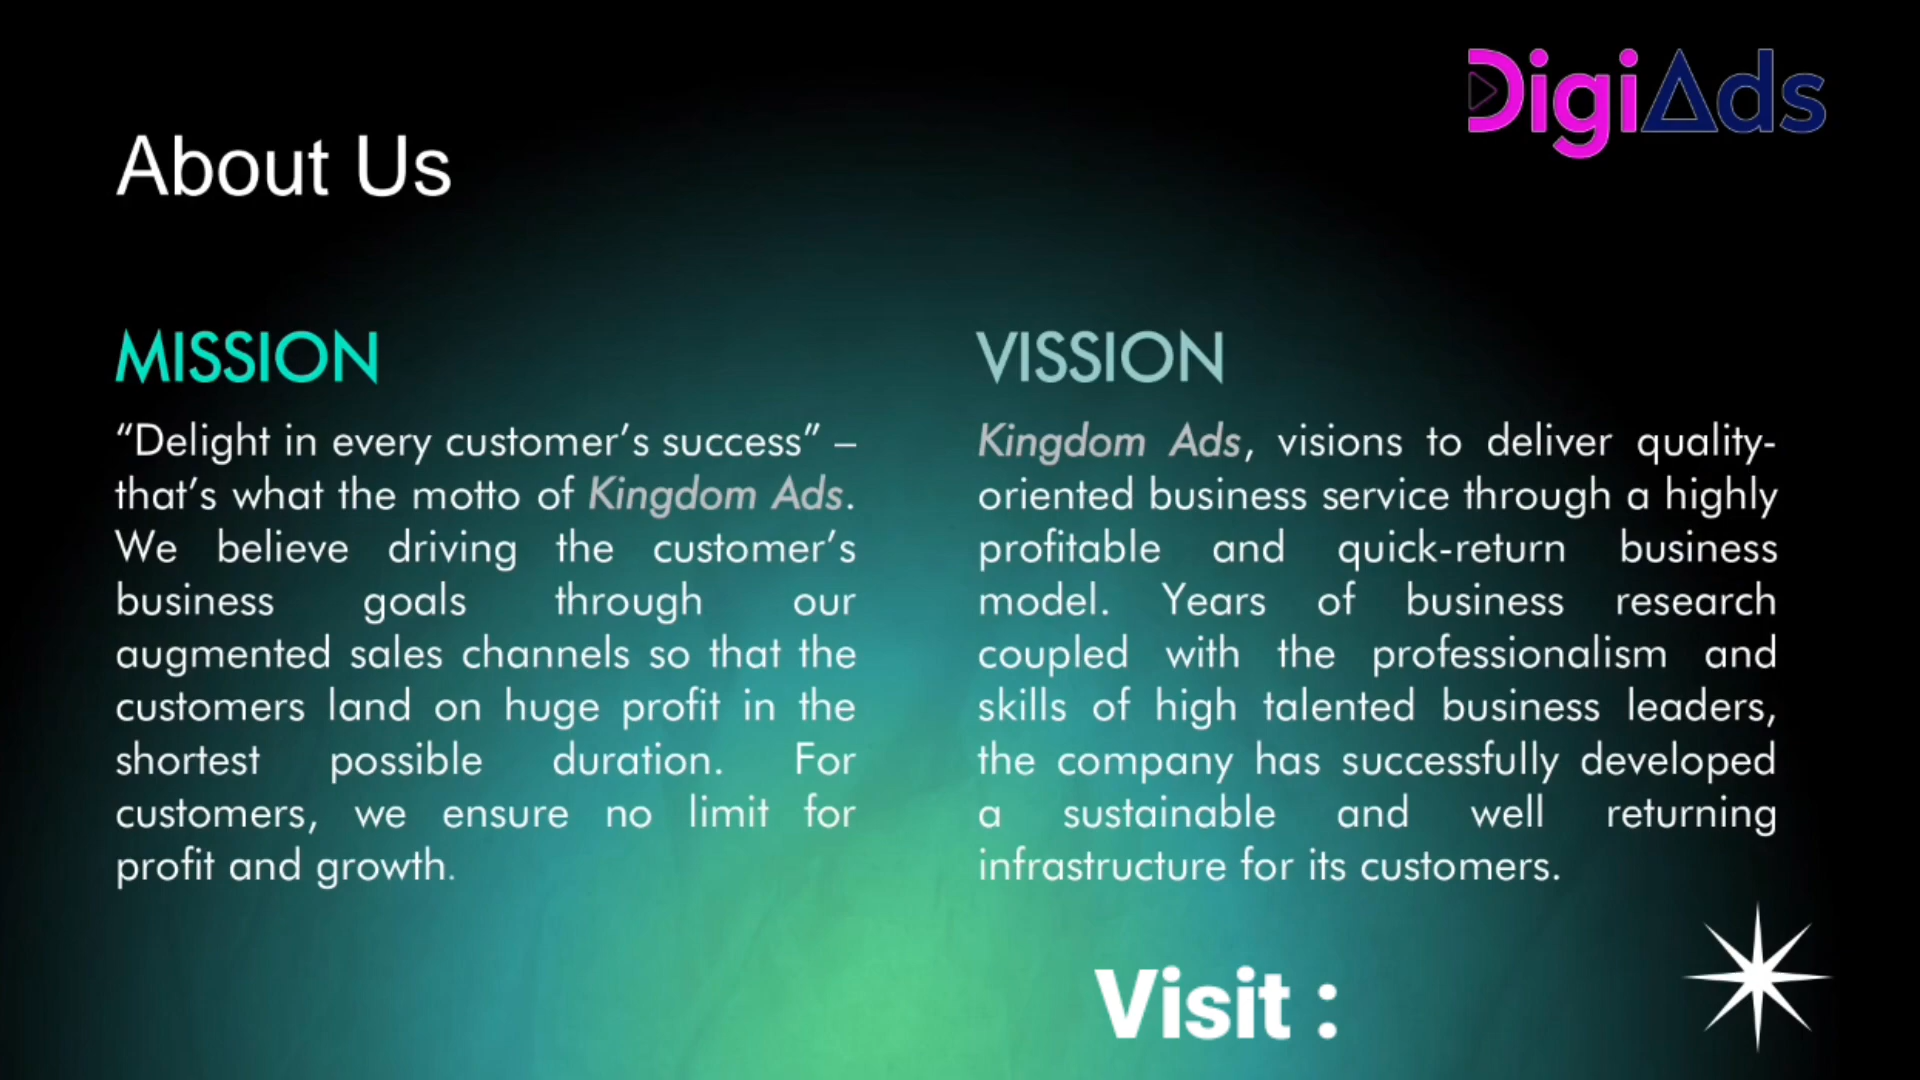 DigiAds
About Us
MISSION
“Delight in every customer’s success” –
that’s what the motto of Kingdom Ads.
We believe driving the customer’s
business goals through our
augmented sales channels so that the
customers land on huge profit in the
shortest possible duration. For
customers, we ensure no limit for
profit and growth.
VISSION
Kingdom Ads, visions to deliver quality-
oriented business service through a highly
profitable and quick-return business
model. Years of business research
coupled with the professionalism and
skills of high talented business leaders,
the company has successfully developed
a sustainable and well returning
infrastructure for its customers.
Visit :